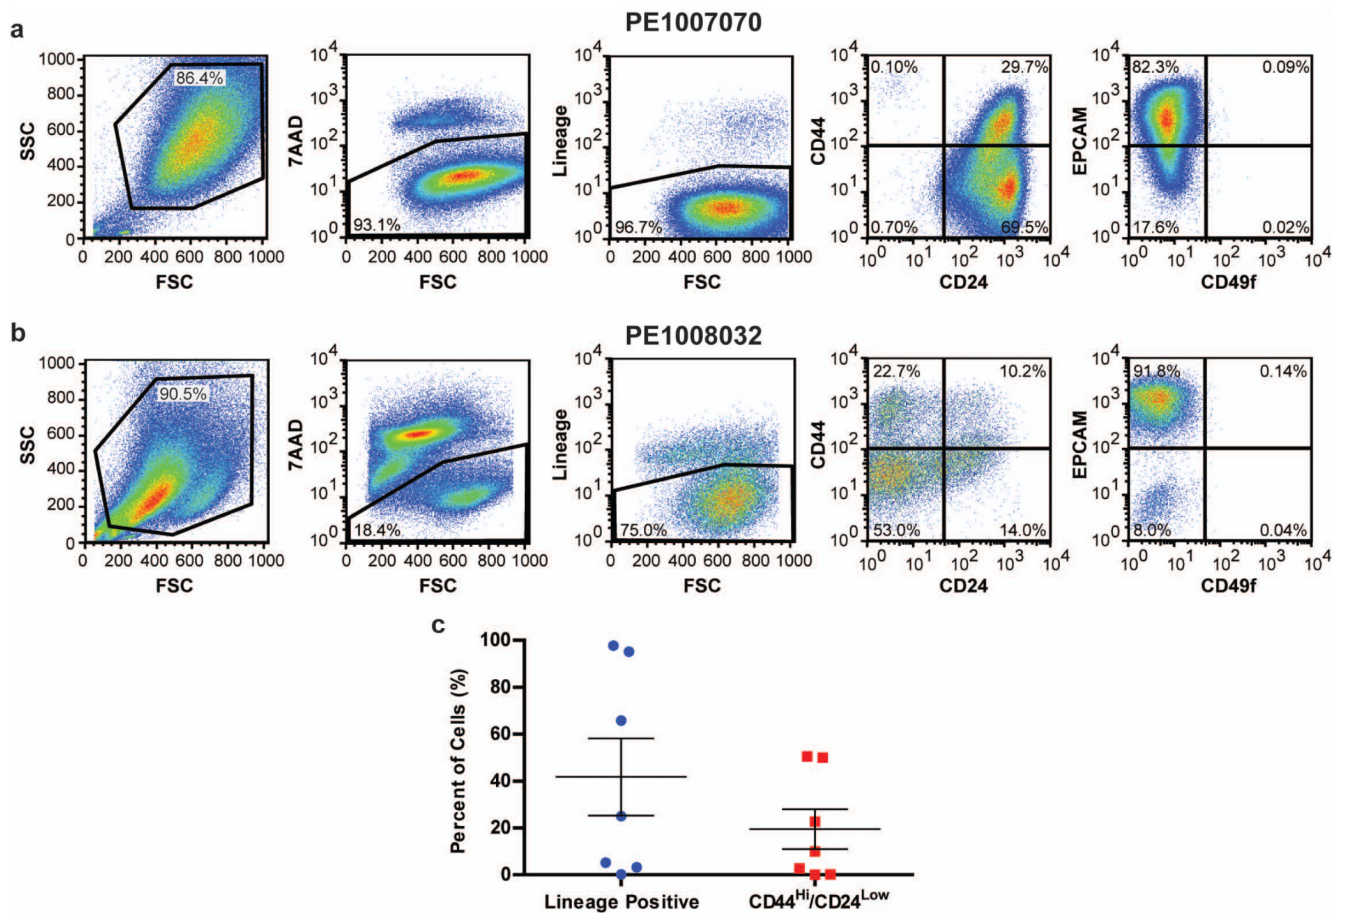 PE1007070
a
SSC
1000
800
600
400
200
0
86.4%
0 200 400 600 800 1000
FSC
7AAD
10^4
10^3
10^2
10^1
10^0
93.1%
200 400 600 800 1000
FSC
Lineage
10^4
10^3
10^2
10^1
10^0
96.7%
200 400 600 800 1000
FSC
CD44
10^4
10^3
10^2
10^1
10^0
0.10% 29.7%
0.70% 69.5%
10^0 10^1 10^2 10^3 10^4
CD24
EPCAM
10^4
10^3
10^2
10^1
10^0
82.3% 0.09%
17.6% 0.02%
10^0 10^1 10^2 10^3 10^4
CD49f
PE1008032
b
SSC
1000
800
600
400
200
0
90.5%
0 200 400 600 800 1000
FSC
7AAD
10^4
10^3
10^2
10^1
10^0
18.4%
200 400 600 800 1000
FSC
Lineage
10^4
10^3
10^2
10^1
10^0
75.0%
200 400 600 800 1000
FSC
CD44
10^4
10^3
10^2
10^1
10^0
22.7% 10.2%
53.0% 14.0%
10^0 10^1 10^2 10^3 10^4
CD24
EPCAM
10^4
10^3
10^2
10^1
10^0
91.8% 0.14%
8.0% 0.04%
10^0 10^1 10^2 10^3 10^4
CD49f
c
Percent of Cells (%)
100
80
60
40
20
0
Lineage Positive CD44^Hi/CD24^Low